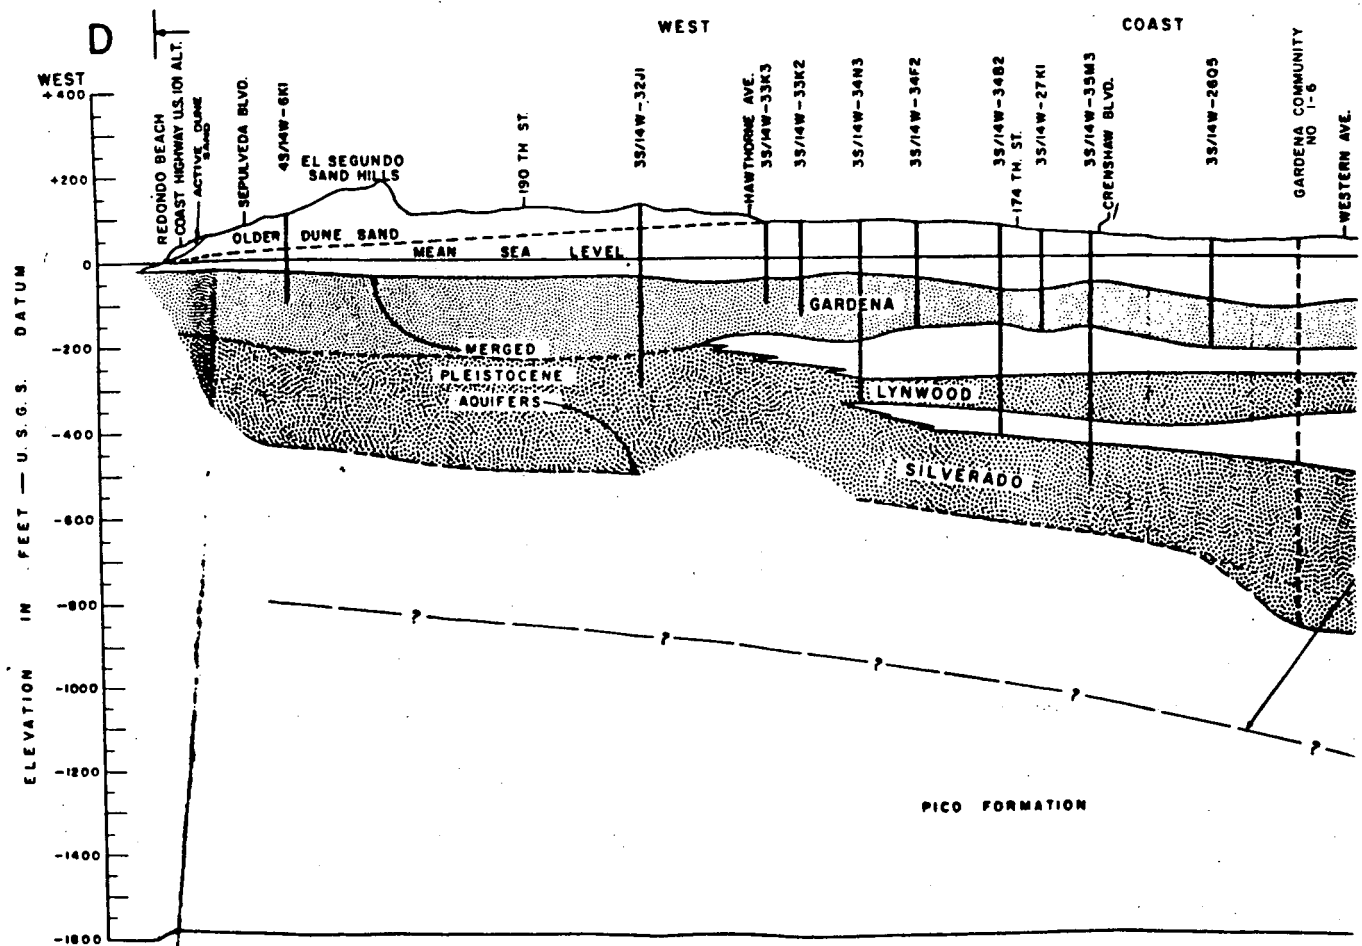 D
WEST
COAST
WEST
+400
+200
0
-200
-400
-600
-800
-1000
-1200
-1400
-1600
ELEVATION IN FEET — U.S.G.S. DATUM
REDONDO BEACH
COAST HIGHWAY U.S. 101 ALT.
ACTIVE DUNE
SAND
SEPULVEDA BLVD.
4S/14W-6K1
EL SEGUNDO
SAND HILLS
190 TH ST.
3S/14W-32J1
HAWTHORNE AVE.
3S/14W-33K3
3S/14W-33K2
3S/14W-34N3
3S/14W-34F2
3S/14W-34B2
174 TH. ST.
3S/14W-27K1
3S/14W-35M3
CRENSHAW BLVD.
3S/14W-26Q5
GARDENA COMMUNITY
NO 1-6
WESTERN AVE.
OLDER DUNE SAND
MEAN SEA LEVEL
GARDENA
MERGED
PLEISTOCENE
AQUIFERS
LYNWOOD
SILVERADO
?
?
?
?
?
PICO FORMATION